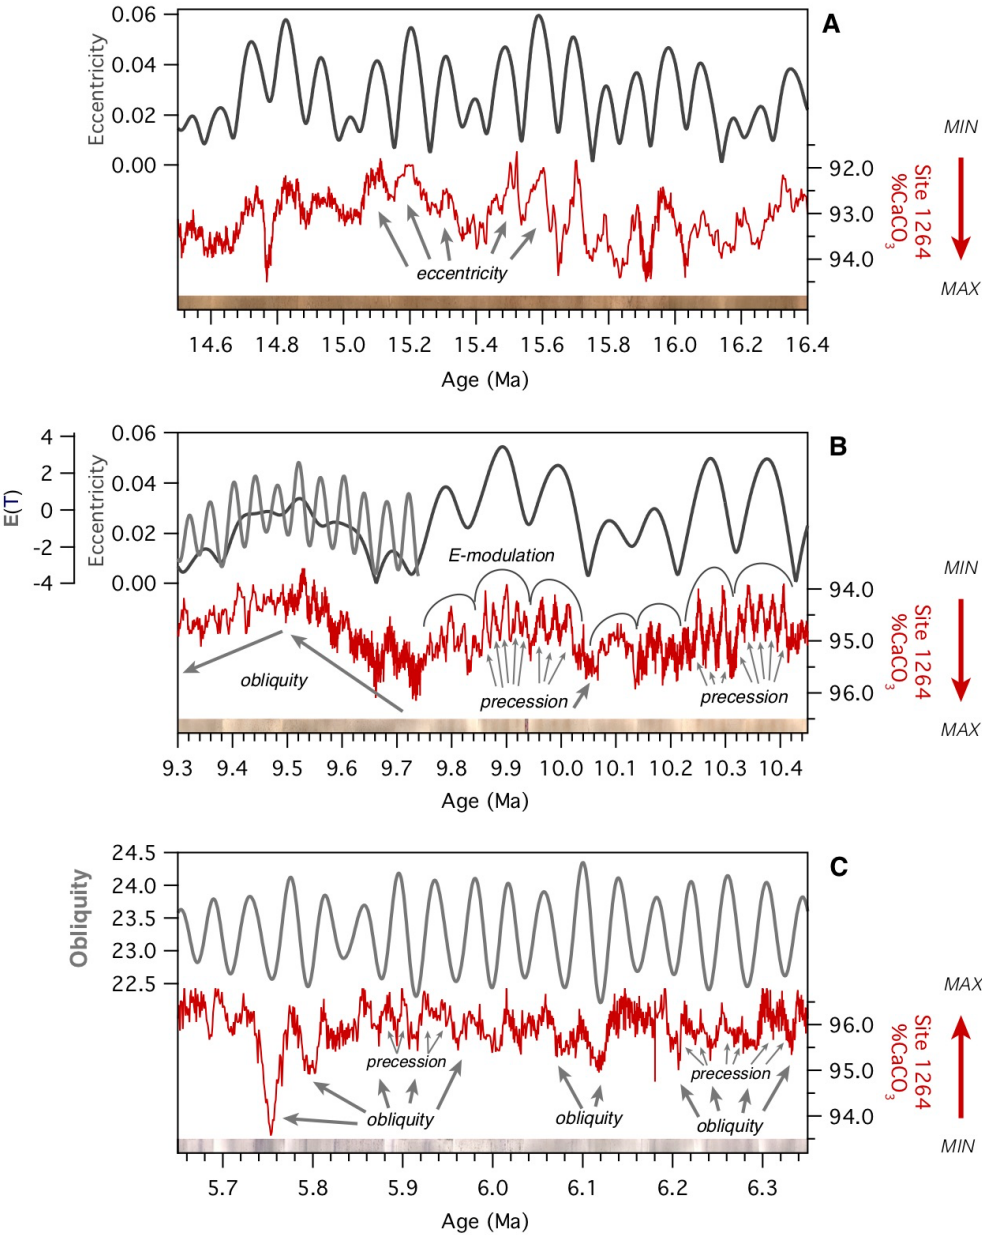 A
0.06
0.04
0.02
0.00
Eccentricity
92.0
93.0
94.0
Site 1264
%CaCO3
MIN
MAX
eccentricity
14.6 14.8 15.0 15.2 15.4 15.6 15.8 16.0 16.2 16.4
Age (Ma)
B
4
2
0
-2
-4
E(T)
0.06
0.04
0.02
0.00
Eccentricity
E-modulation
94.0
95.0
96.0
Site 1264
%CaCO3
MIN
MAX
obliquity
precession
precession
9.3 9.4 9.5 9.6 9.7 9.8 9.9 10.0 10.1 10.2 10.3 10.4
Age (Ma)
C
24.5
24.0
23.5
23.0
22.5
Obliquity
96.0
95.0
94.0
Site 1264
%CaCO3
MAX
MIN
precession
precession
obliquity
obliquity
obliquity
5.7 5.8 5.9 6.0 6.1 6.2 6.3
Age (Ma)